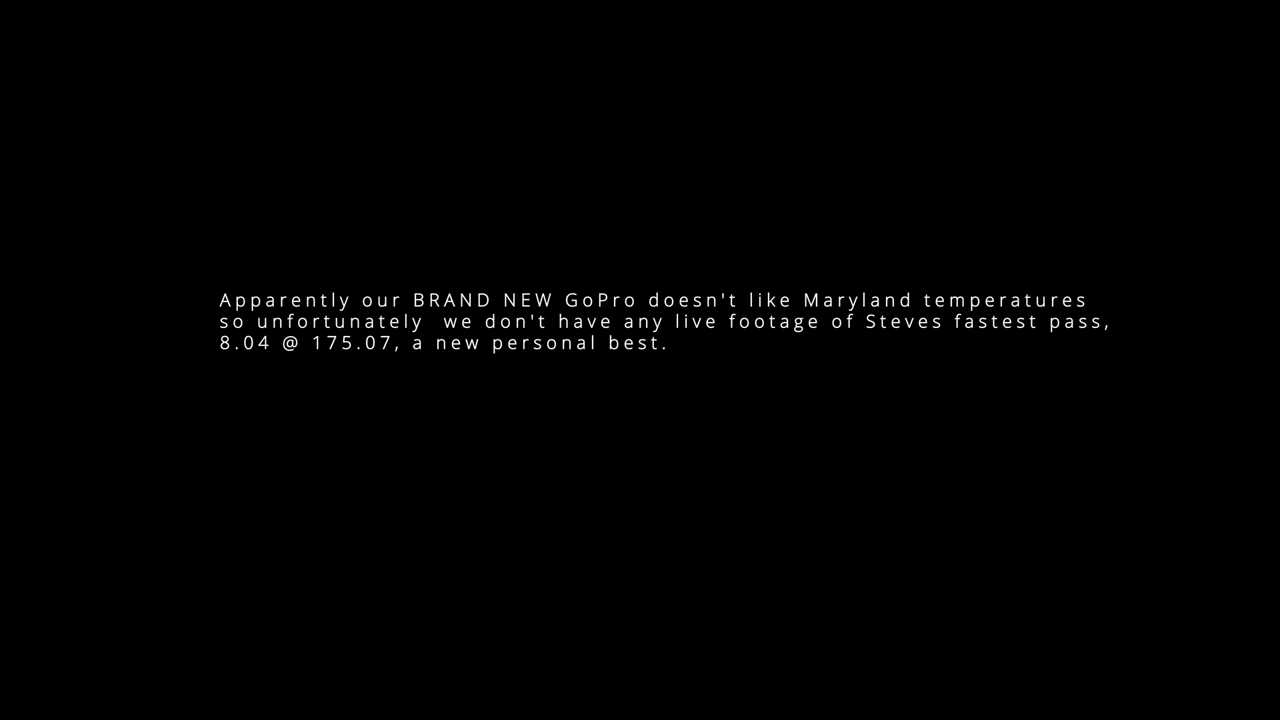 Apparently our BRAND NEW GoPro doesn't like Maryland temperatures
so unfortunately  we don't have any live footage of Steves fastest pass,
8.04 @ 175.07, a new personal best.